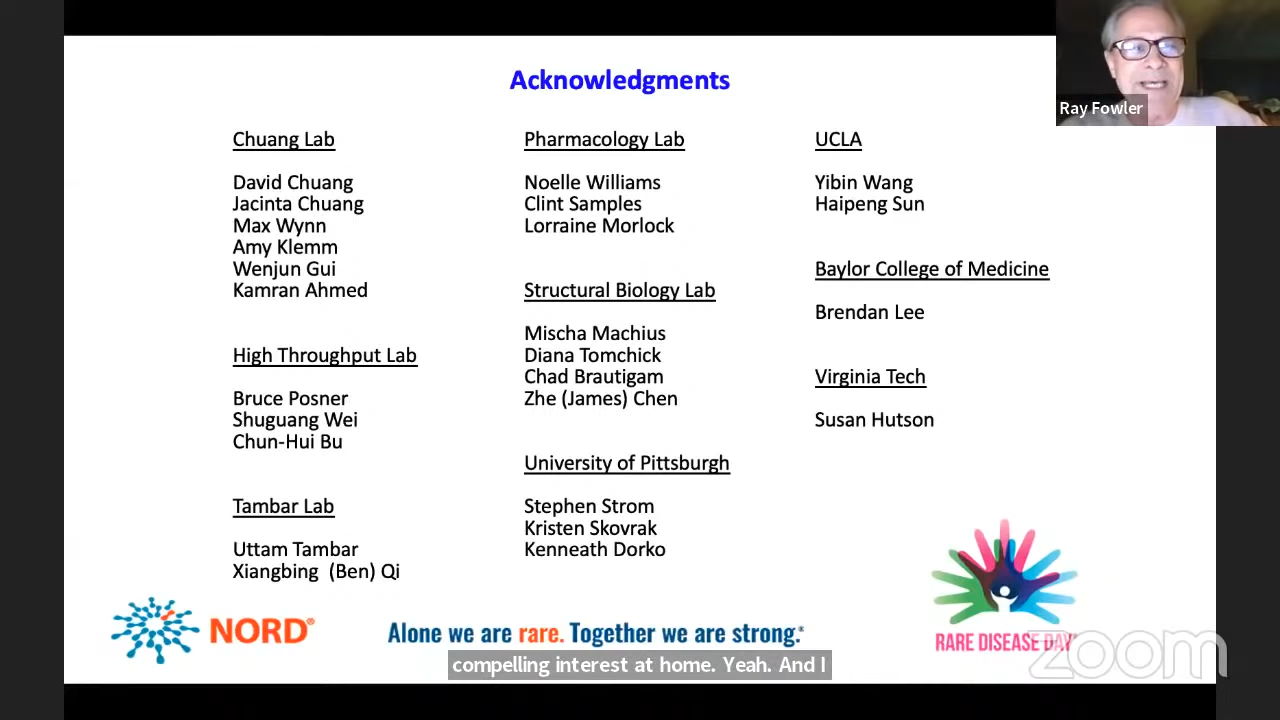 Acknowledgments
Ray Fowler
Chuang Lab
David Chuang
Jacinta Chuang
Max Wynn
Amy Klemm
Wenjun Gui
Kamran Ahmed
High Throughput Lab
Bruce Posner
Shuguang Wei
Chun-Hui Bu
Tambar Lab
Uttam Tambar
Xiangbing (Ben) Qi
Pharmacology Lab
Noelle Williams
Clint Samples
Lorraine Morlock
Structural Biology Lab
Mischa Machius
Diana Tomchick
Chad Brautigam
Zhe (James) Chen
University of Pittsburgh
Stephen Strom
Kristen Skovrak
Kenneath Dorko
UCLA
Yibin Wang
Haipeng Sun
Baylor College of Medicine
Brendan Lee
Virginia Tech
Susan Hutson
NORD®
Alone we are rare. Together we are strong.®
RARE DISEASE DAY®
zoom
compelling interest at home. Yeah. And I